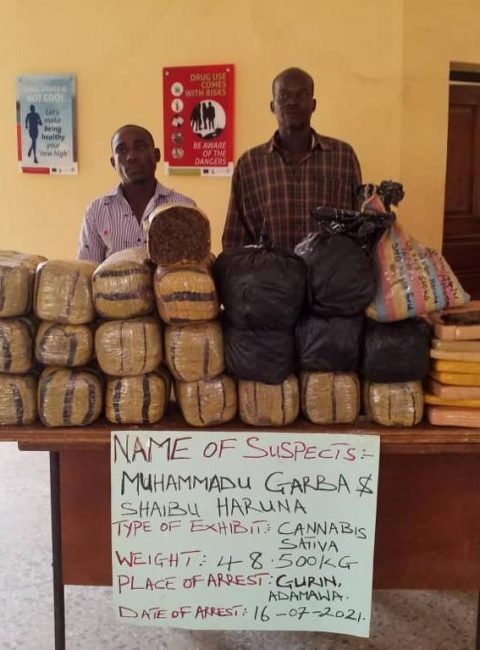 NOT COOL
Let's
make
being
healthy
your
'new-high'
DRUG USE
COMES
WITH RISKS
BE AWARE
OF THE
DANGERS
NAME OF SUSPECTS:-
MUHAMMADU GARBA $
SHAIBU HARUNA
TYPE OF EXHIBIT: CANNABIS
SATIVA
WEIGHT: 48.500KG
PLACE OF ARREST: GURIN,
ADAMAWA.
DATE OF ARREST: 16-07-2021.